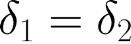 δ₁ = δ₂